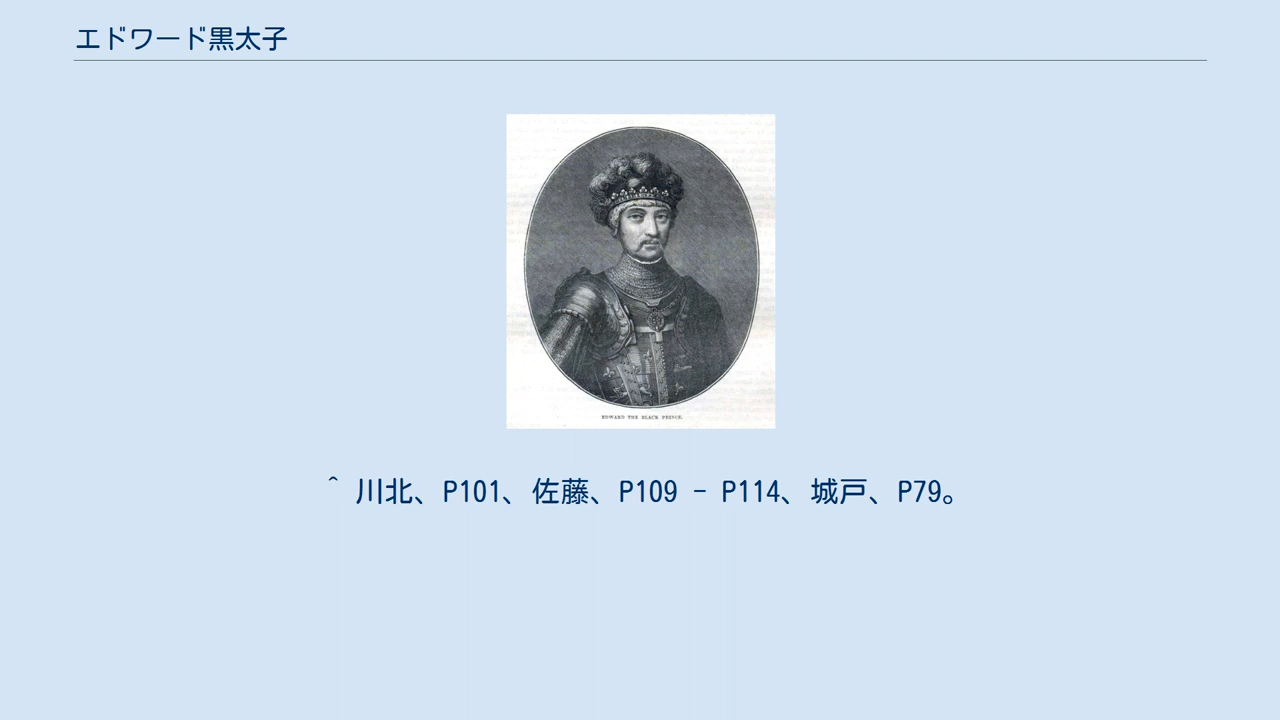 エドワード黒太子
EDWARD THE BLACK PRINCE.
^ 川北、P101、佐藤、P109 - P114、城戸、P79。